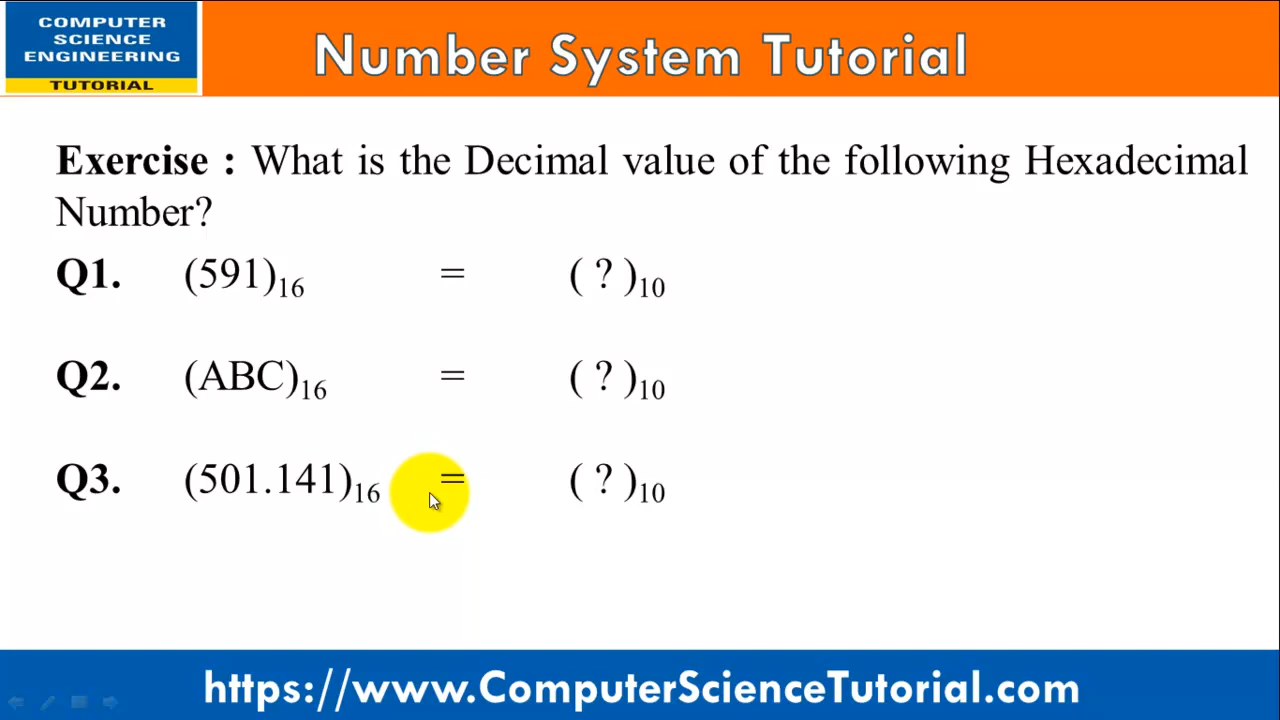 COMPUTER
SCIENCE
ENGINEERING
TUTORIAL
Number System Tutorial
Exercise : What is the Decimal value of the following Hexadecimal
Number?
Q1. (591)16 = ( ? )10
Q2. (ABC)16 = ( ? )10
Q3. (501.141)16 = ( ? )10
https://www.ComputerScienceTutorial.com